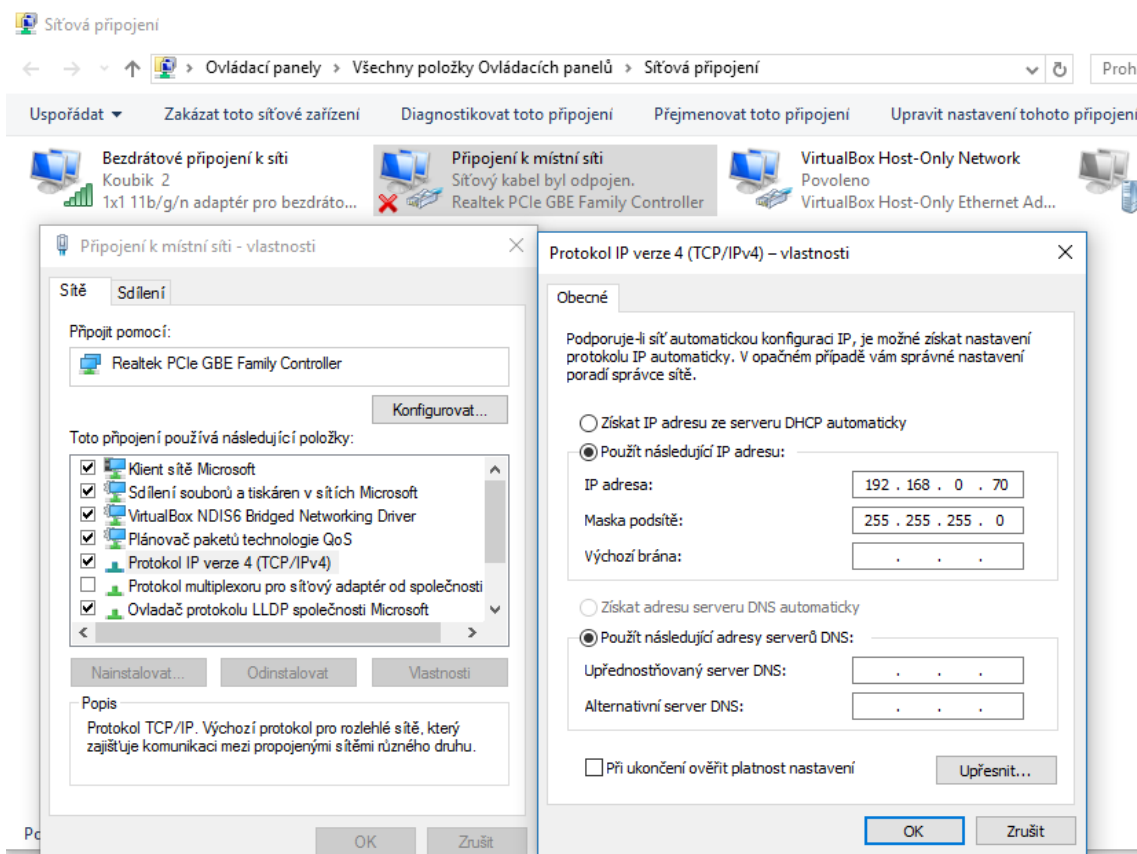 Síťová připojení
Ovládací panely > Všechny položky Ovládacích panelů > Síťová připojení
Proh
Uspořádat Zakázat toto síťové zařízení Diagnostikovat toto připojení Přejmenovat toto připojení Upravit nastavení tohoto připojení
Bezdrátové připojení k síti
Koubik 2
1x1 11b/g/n adaptér pro bezdráto...
Připojení k místní síti
Síťový kabel byl odpojen.
Realtek PCIe GBE Family Controller
VirtualBox Host-Only Network
Povoleno
VirtualBox Host-Only Ethernet Ad...
Připojení k místní síti - vlastnosti
Sítě Sdílení
Připojit pomocí:
Realtek PCIe GBE Family Controller
Konfigurovat...
Toto připojení používá následující položky:
Klient sítě Microsoft
Sdílení souborů a tiskáren v sítích Microsoft
VirtualBox NDIS6 Bridged Networking Driver
Plánovač paketů technologie QoS
Protokol IP verze 4 (TCP/IPv4)
Protokol multiplexoru pro síťový adaptér od společnosti
Ovladač protokolu LLDP společnosti Microsoft
Nainstalovat... Odinstalovat Vlastnosti
Popis
Protokol TCP/IP. Výchozí protokol pro rozlehlé sítě, který
zajišťuje komunikaci mezi propojenými sítěmi různého druhu.
OK Zrušit
Protokol IP verze 4 (TCP/IPv4) – vlastnosti
Obecné
Podporuje-li síť automatickou konfiguraci IP, je možné získat nastavení
protokolu IP automaticky. V opačném případě vám správné nastavení
poradí správce sítě.
Získat IP adresu ze serveru DHCP automaticky
Použít následující IP adresu:
IP adresa: 192 . 168 . 0 . 70
Maska podsítě: 255 . 255 . 255 . 0
Výchozí brána: . . .
Získat adresu serveru DNS automaticky
Použít následující adresy serverů DNS:
Upřednostňovaný server DNS: . . .
Alternativní server DNS: . . .
Při ukončení ověřit platnost nastavení
Upřesnit...
OK Zrušit